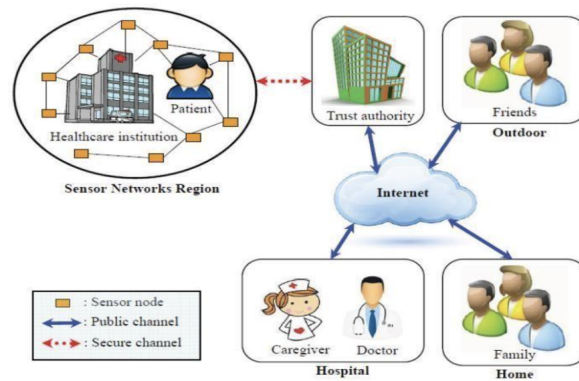 Patient
Healthcare institution
Sensor Networks Region
Trust authority
Friends
Outdoor
Internet
: Sensor node
: Public channel
: Secure channel
Caregiver
Doctor
Hospital
Family
Home